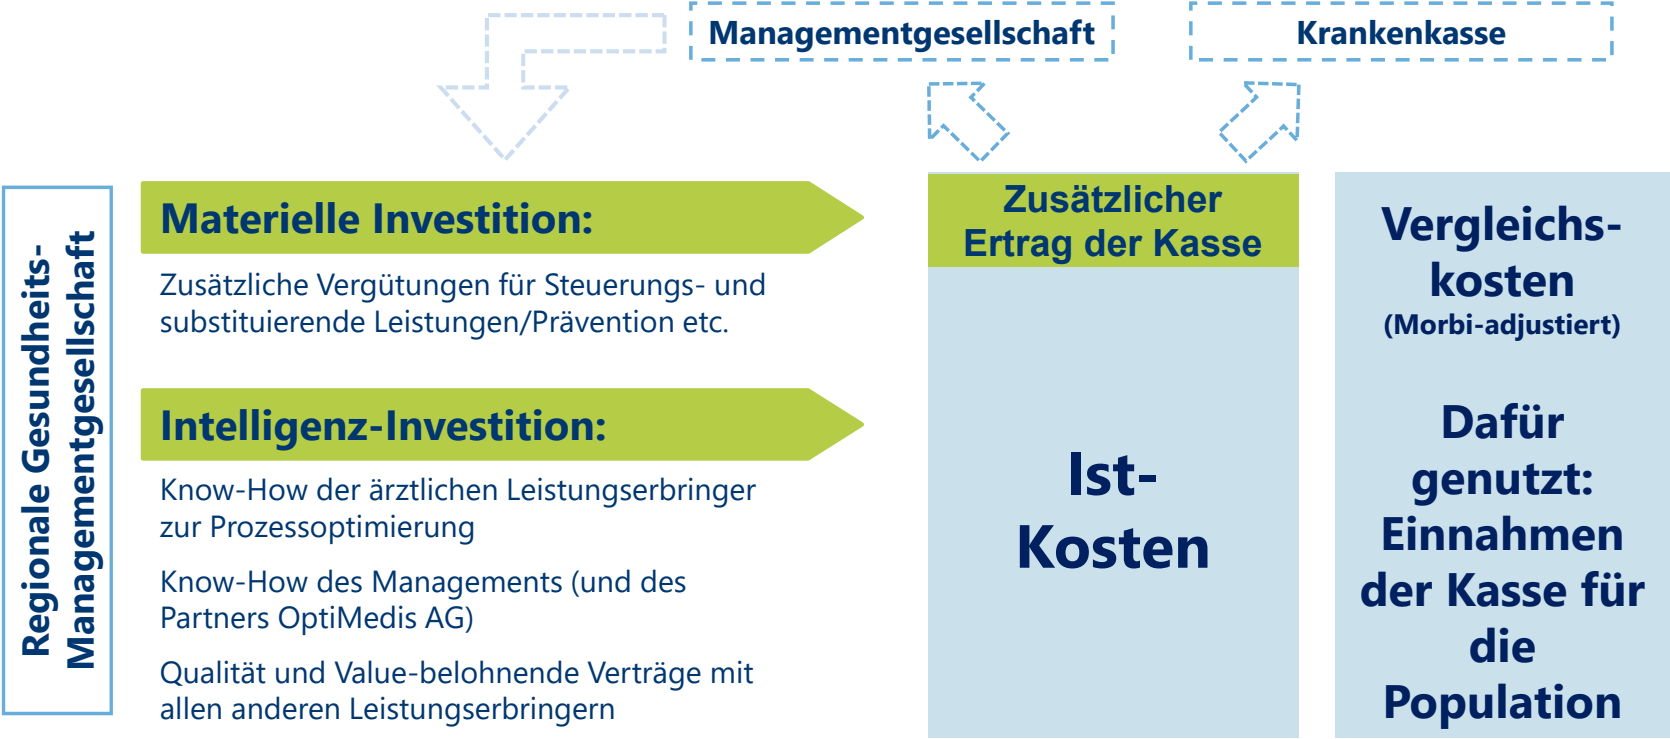 Managementgesellschaft
Krankenkasse
Regionale Gesundheits-
Managementgesellschaft
Materielle Investition:
Zusätzliche Vergütungen für Steuerungs- und
substituierende Leistungen/Prävention etc.
Intelligenz-Investition:
Know-How der ärztlichen Leistungserbringer
zur Prozessoptimierung
Know-How des Managements (und des
Partners OptiMedis AG)
Qualität und Value-belohnende Verträge mit
allen anderen Leistungserbringern
Zusätzlicher
Ertrag der Kasse
Ist-
Kosten
Vergleichs-
kosten
(Morbi-adjustiert)
Dafür
genutzt:
Einnahmen
der Kasse für
die
Population